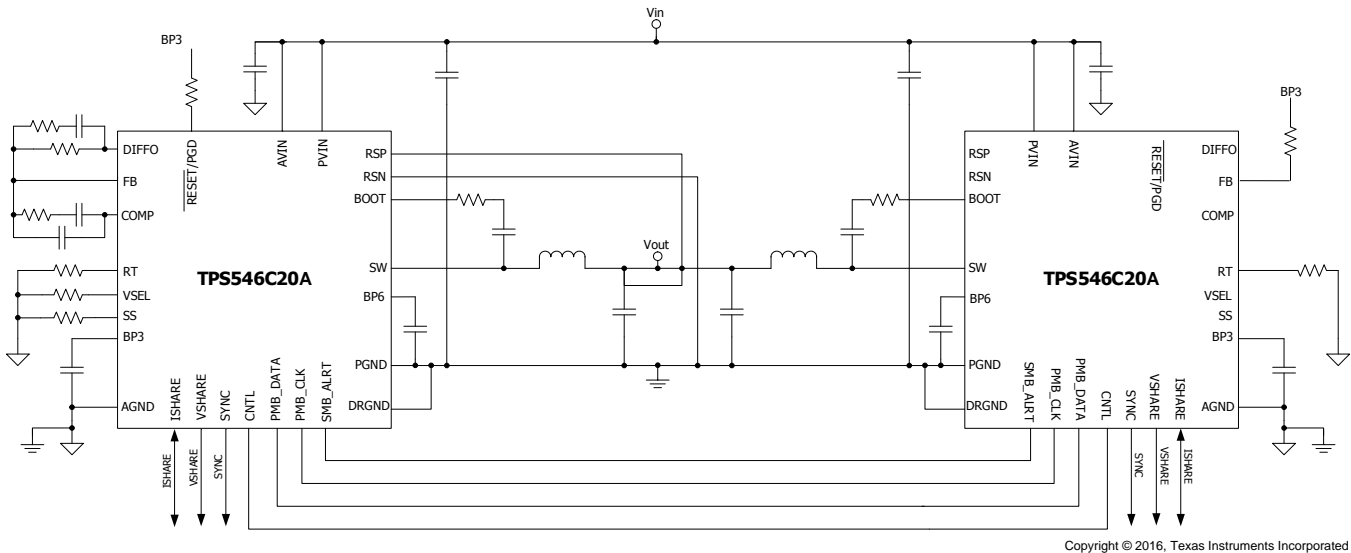 Vin
BP3
BP3
DIFFO
FB
COMP
RT
VSEL
SS
BP3
AGND
RESET/PGD
AVIN
PVIN
RSP
RSN
BOOT
SW
BP6
PGND
DRGND
TPS546C20A
ISHARE
VSHARE
SYNC
CNTL
PMB_DATA
PMB_CLK
SMB_ALRT
ISHARE
VSHARE
SYNC
Vout
RSP
RSN
BOOT
SW
BP6
PGND
DRGND
PVIN
AVIN
RESET/PGD
DIFFO
FB
COMP
RT
VSEL
SS
BP3
AGND
TPS546C20A
SMB_ALRT
PMB_CLK
PMB_DATA
CNTL
SYNC
VSHARE
ISHARE
SYNC
VSHARE
ISHARE
Copyright © 2016, Texas Instruments Incorporated